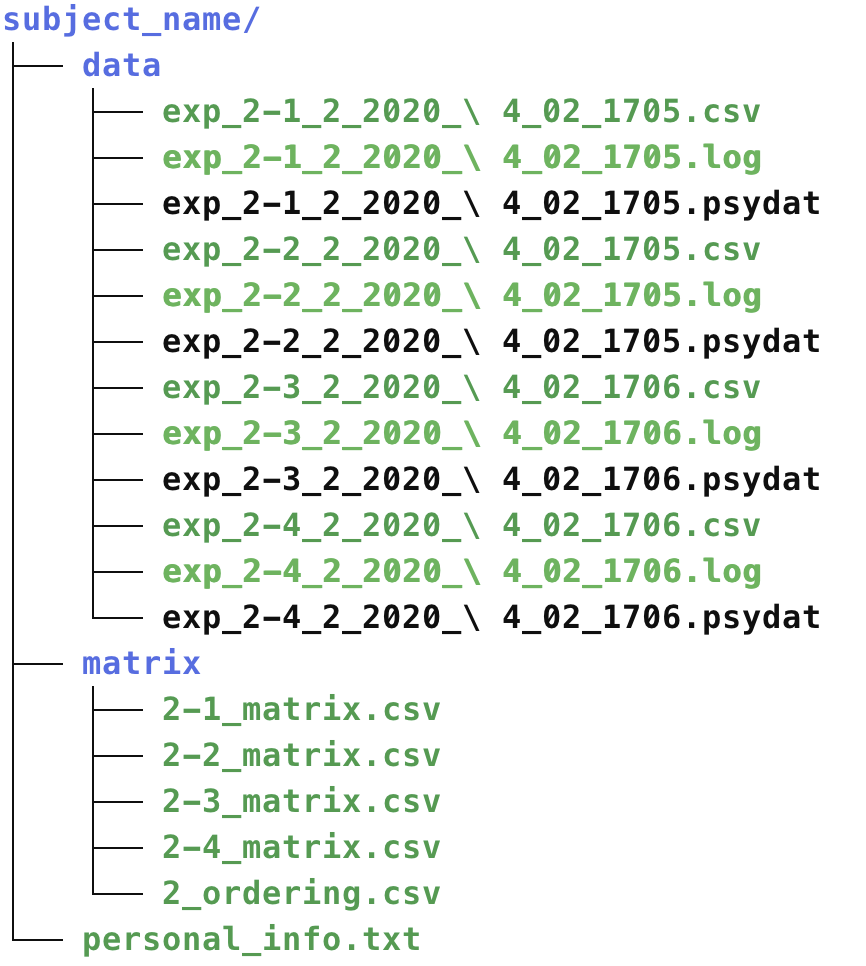 subject_name/
data
exp_2-1_2_2020_\ 4_02_1705.csv
exp_2-1_2_2020_\ 4_02_1705.log
exp_2-1_2_2020_\ 4_02_1705.psydat
exp_2-2_2_2020_\ 4_02_1705.csv
exp_2-2_2_2020_\ 4_02_1705.log
exp_2-2_2_2020_\ 4_02_1705.psydat
exp_2-3_2_2020_\ 4_02_1706.csv
exp_2-3_2_2020_\ 4_02_1706.log
exp_2-3_2_2020_\ 4_02_1706.psydat
exp_2-4_2_2020_\ 4_02_1706.csv
exp_2-4_2_2020_\ 4_02_1706.log
exp_2-4_2_2020_\ 4_02_1706.psydat
matrix
2-1_matrix.csv
2-2_matrix.csv
2-3_matrix.csv
2-4_matrix.csv
2_ordering.csv
personal_info.txt